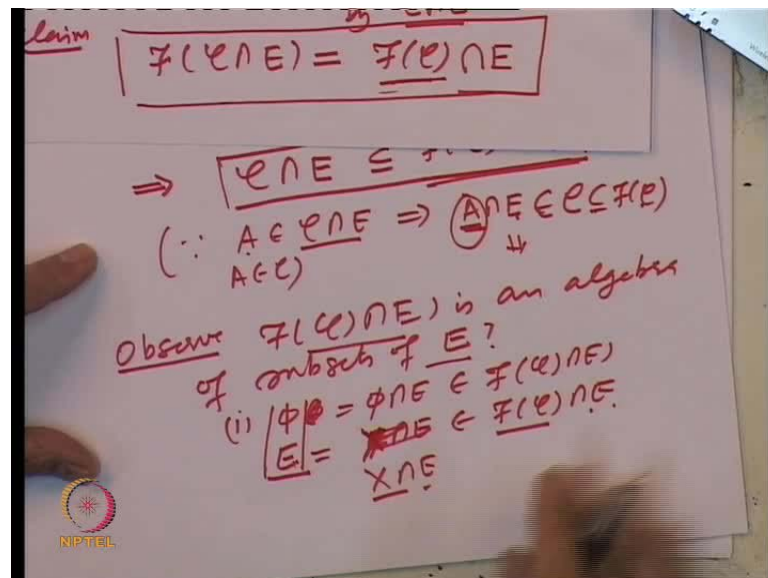 Claim
F(C∩E) = F(C)∩E
⇒ C∩E ⊆
(∵ A ∈ C∩E ⇒ A∩E ∈ C ⊆ F(C)
A ∈ C) ⇓
Observe F(C)∩E) is an algebra
of subsets of E?
(i) φ = φ∩E ∈ F(C)∩E)
E = ∈ F(C)∩E.
X∩E
NPTEL